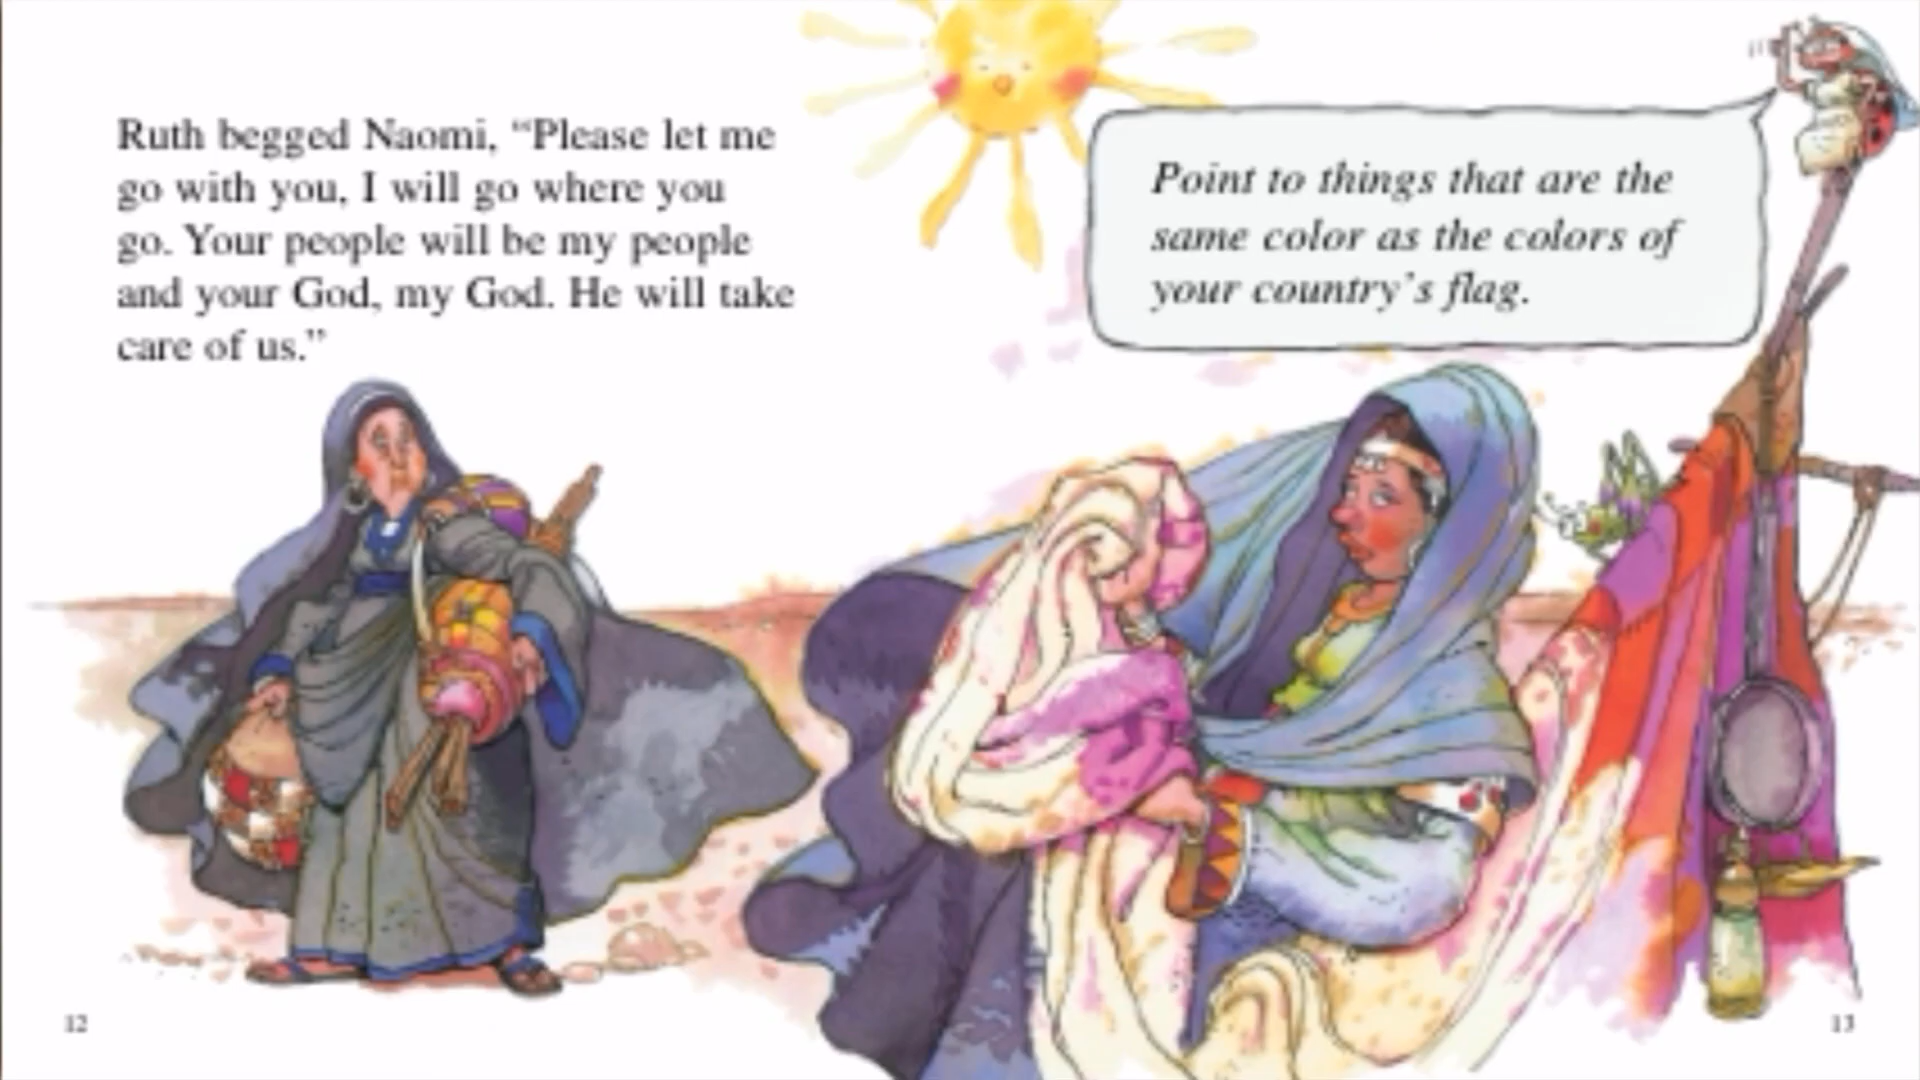 Ruth begged Naomi, “Please let me
go with you, I will go where you
go. Your people will be my people
and your God, my God. He will take
care of us.”
Point to things that are the
same color as the colors of
your country’s flag.
12
13